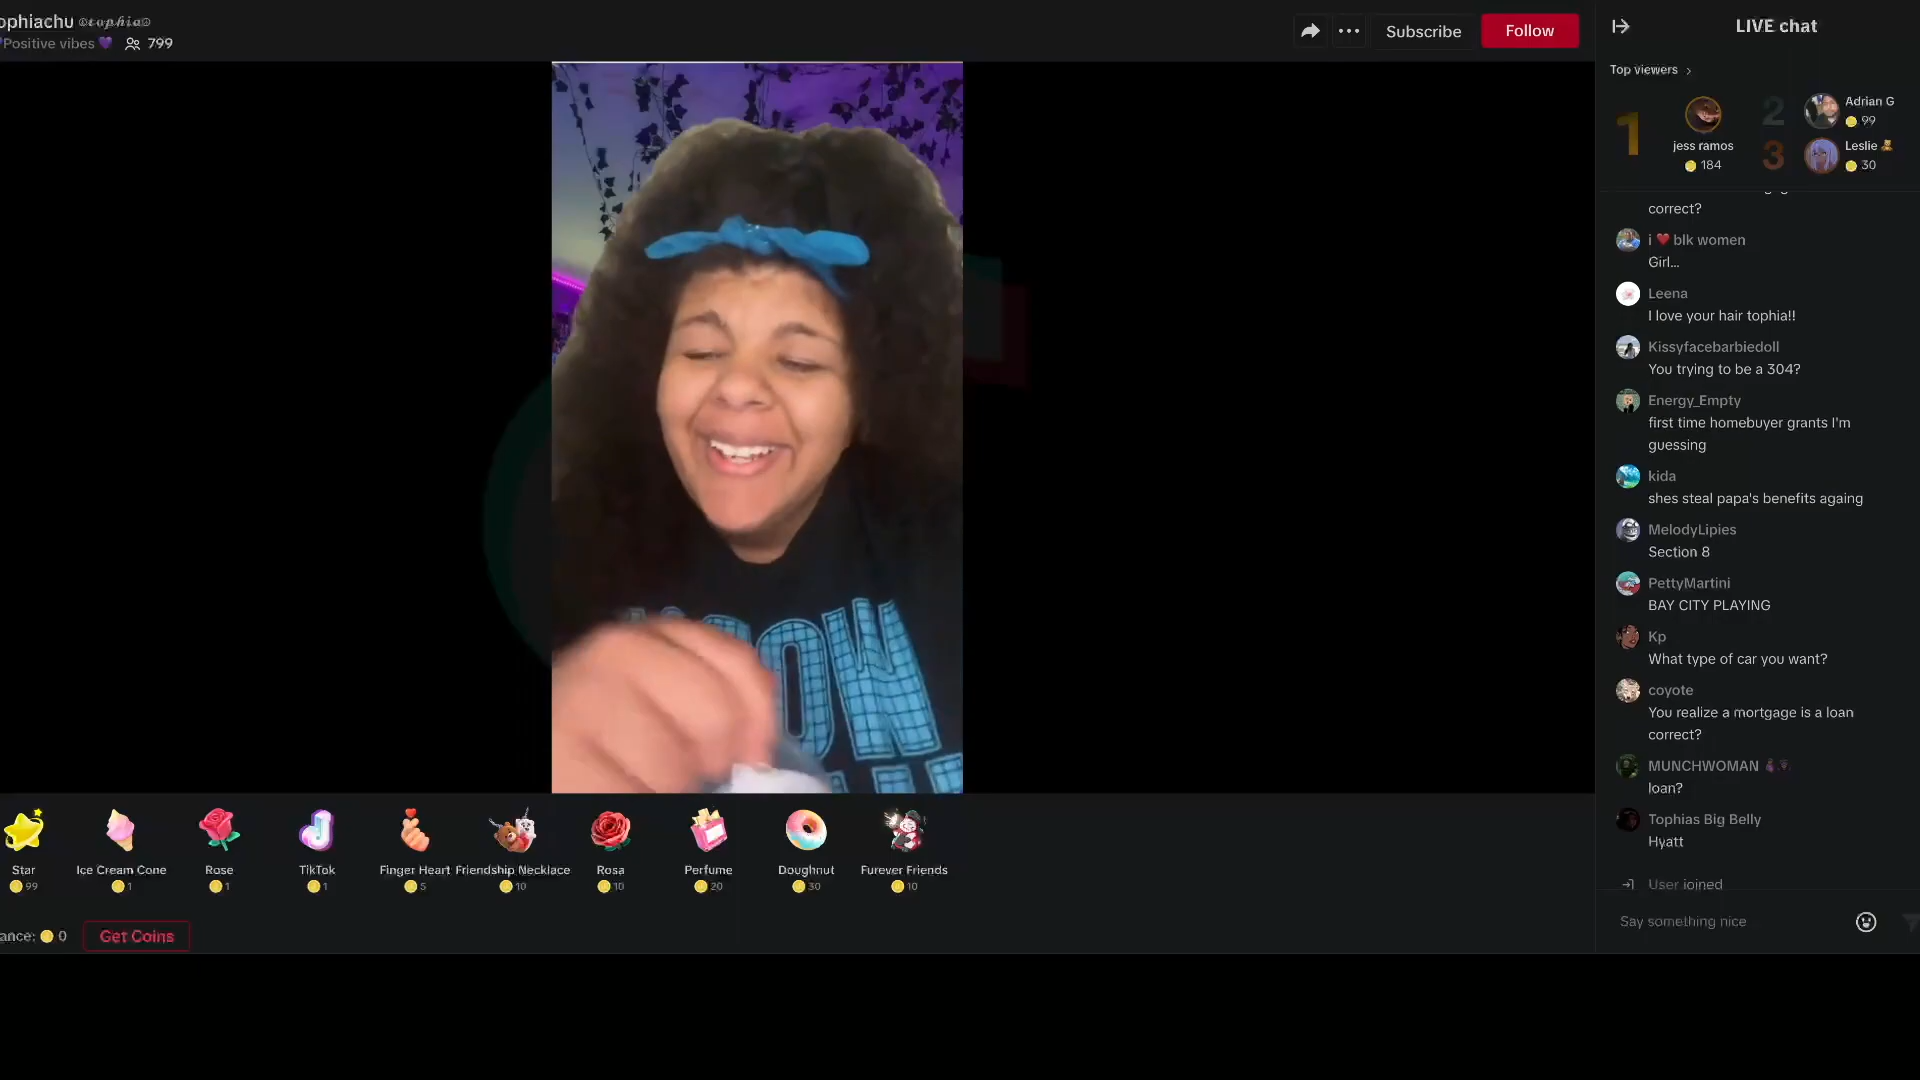 ophiachu @tophia☹
Positive vibes 💜 799
Subscribe
Follow
LIVE chat
Top viewers >
1
jess ramos
184
2
Adrian G
99
3
Leslie 🧸
30
correct?
i ❤️ blk women
Girl...
Leena
I love your hair tophia!!
Kissyfacebarbiedoll
You trying to be a 304?
Energy_Empty
first time homebuyer grants I'm
guessing
kida
shes steal papa's benefits againg
MelodyLipies
Section 8
PettyMartini
BAY CITY PLAYING
Kp
What type of car you want?
coyote
You realize a mortgage is a loan
correct?
MUNCHWOMAN
loan?
Tophias Big Belly
Hyatt
User joined
Say something nice
Star
99
Ice Cream Cone
1
Rose
1
TikTok
1
Finger Heart
5
Friendship Necklace
10
Rosa
10
Perfume
20
Doughnut
30
Furever Friends
10
ance: 0
Get Coins